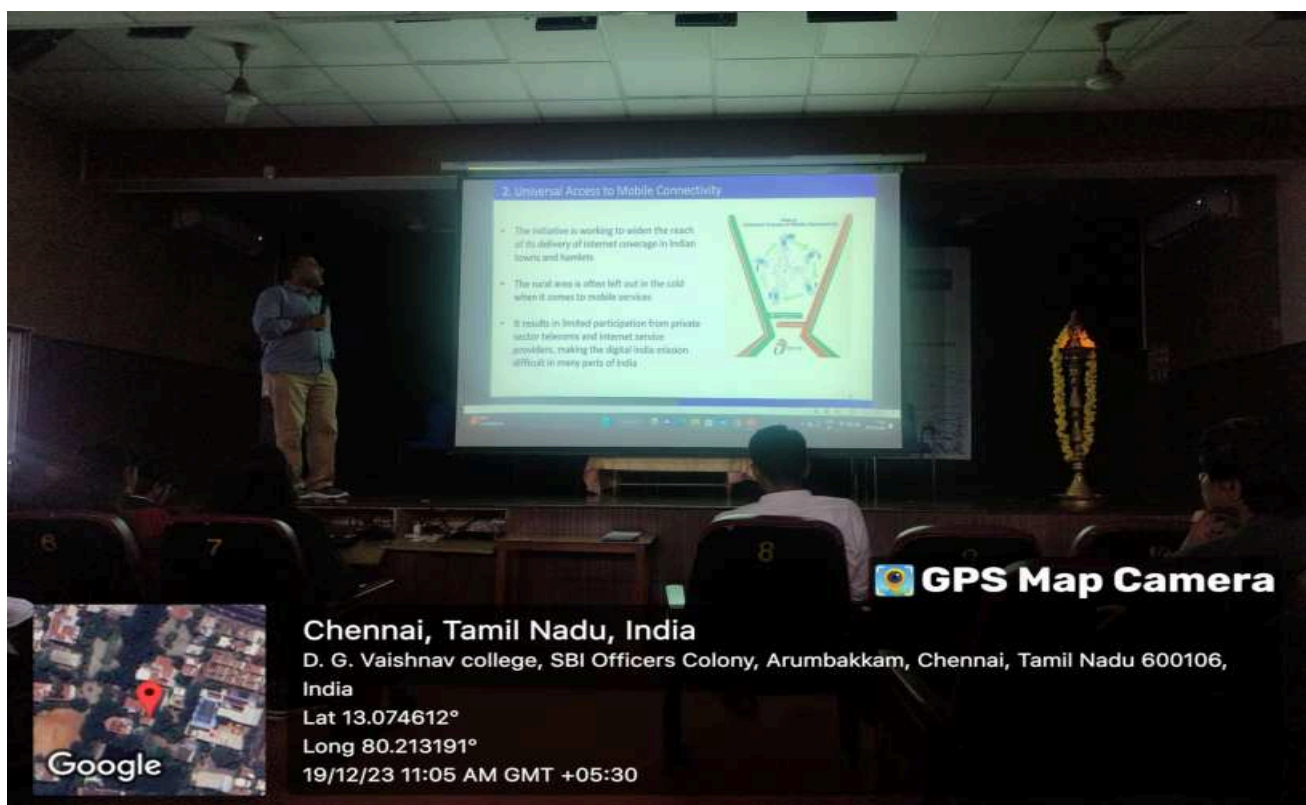 2. Universal Access to Mobile Connectivity
• The initiative is working to widen the reach
of its delivery of internet coverage in Indian
towns and hamlets
• The rural area is often left out in the cold
when it comes to mobile services
• It results in limited participation from private
sector telecoms and internet service
providers, making the digital India mission
difficult in many parts of India
6
7
8
GPS Map Camera
Google
Chennai, Tamil Nadu, India
D. G. Vaishnav college, SBI Officers Colony, Arumbakkam, Chennai, Tamil Nadu 600106,
India
Lat 13.074612°
Long 80.213191°
19/12/23 11:05 AM GMT +05:30